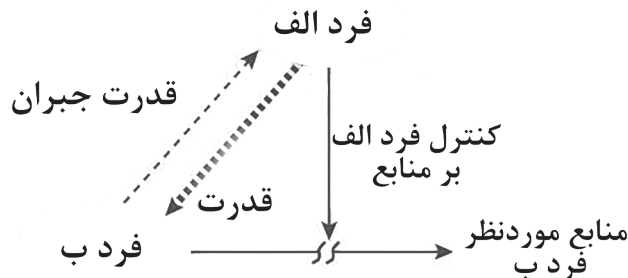 فرد الف
قدرت جبران
کنترل فرد الف
بر منابع
قدرت
فرد ب
منابع موردنظر
فرد ب